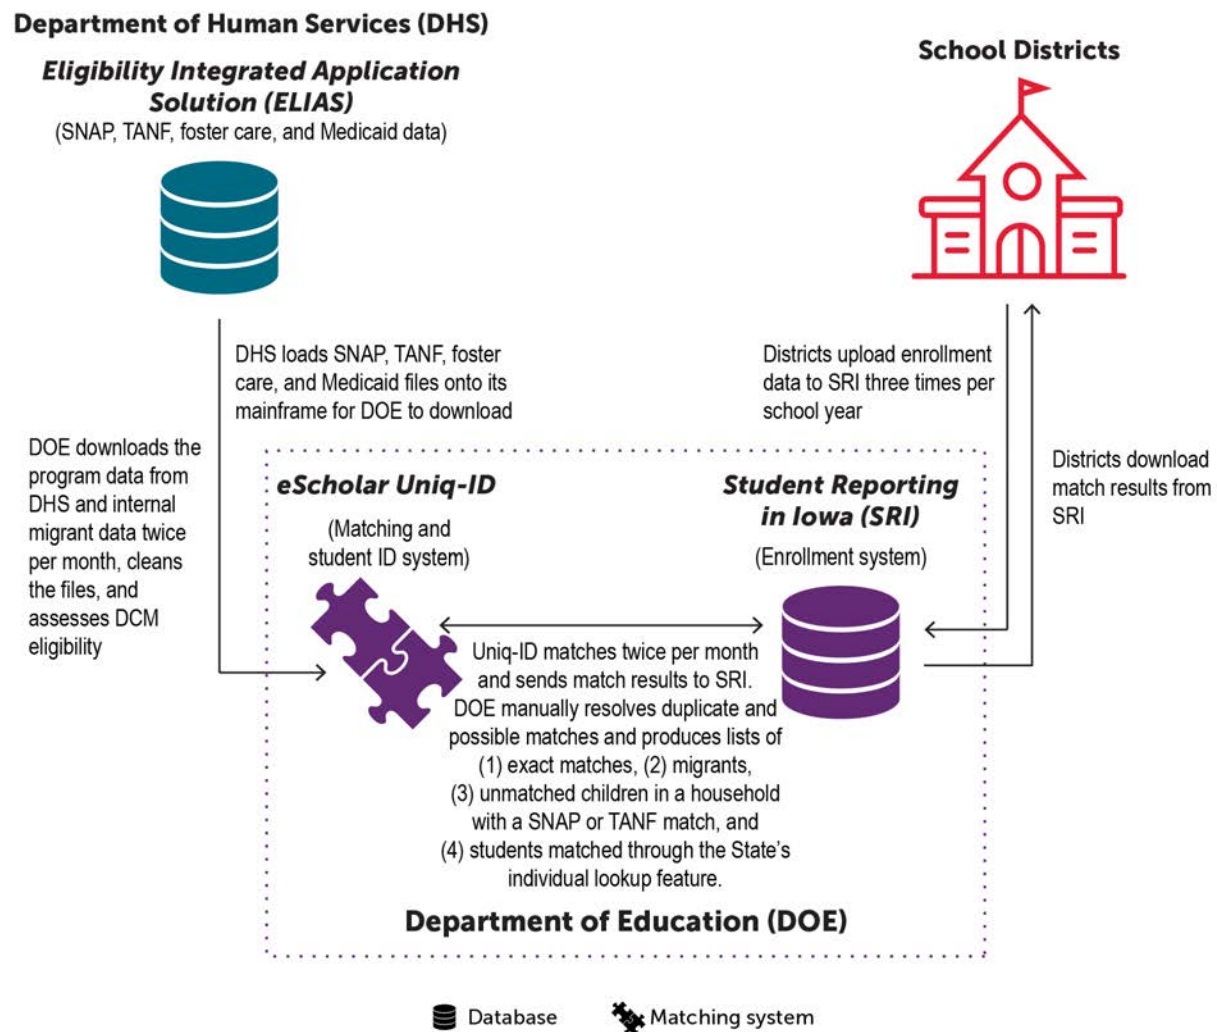 Department of Human Services (DHS)
Eligibility Integrated Application
Solution (ELIAS)
(SNAP, TANF, foster care, and Medicaid data)
School Districts
DHS loads SNAP, TANF, foster
care, and Medicaid files onto its
mainframe for DOE to download
Districts upload enrollment
data to SRI three times per
school year
DOE downloads the
program data from
DHS and internal
migrant data twice
per month, cleans
the files, and
assesses DCM
eligibility
Districts download
match results from
SRI
eScholar Uniq-ID
(Matching and
student ID system)
Student Reporting
in Iowa (SRI)
(Enrollment system)
Uniq-ID matches twice per month
and sends match results to SRI.
DOE manually resolves duplicate and
possible matches and produces lists of
(1) exact matches, (2) migrants,
(3) unmatched children in a household
with a SNAP or TANF match, and
(4) students matched through the State’s
individual lookup feature.
Department of Education (DOE)
Database
Matching system